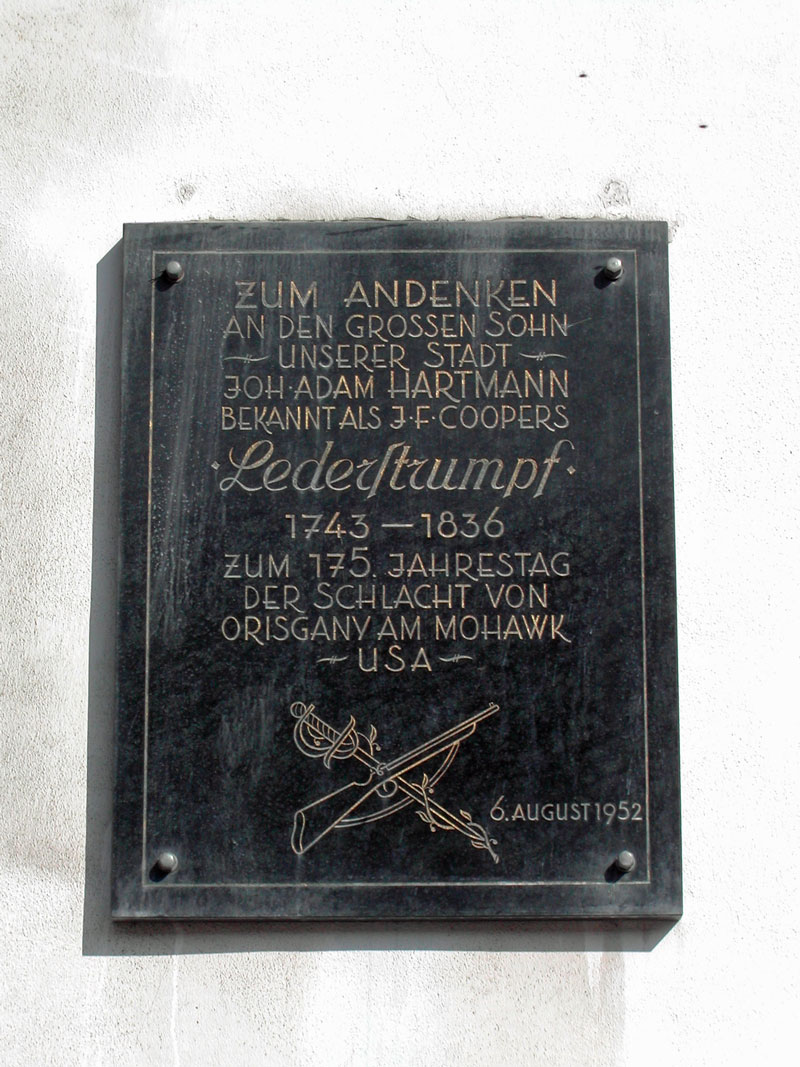 ZUM ANDENKEN
AN DEN GROSSEN SOHN
UNSERER STADT
JOH·ADAM HARTMANN
BEKANNT ALS J·F·COOPERS
·Lederstrumpf·
1743 – 1836
ZUM 175. JAHRESTAG
DER SCHLACHT VON
ORISGANY AM MOHAWK
USA
6. AUGUST 1952